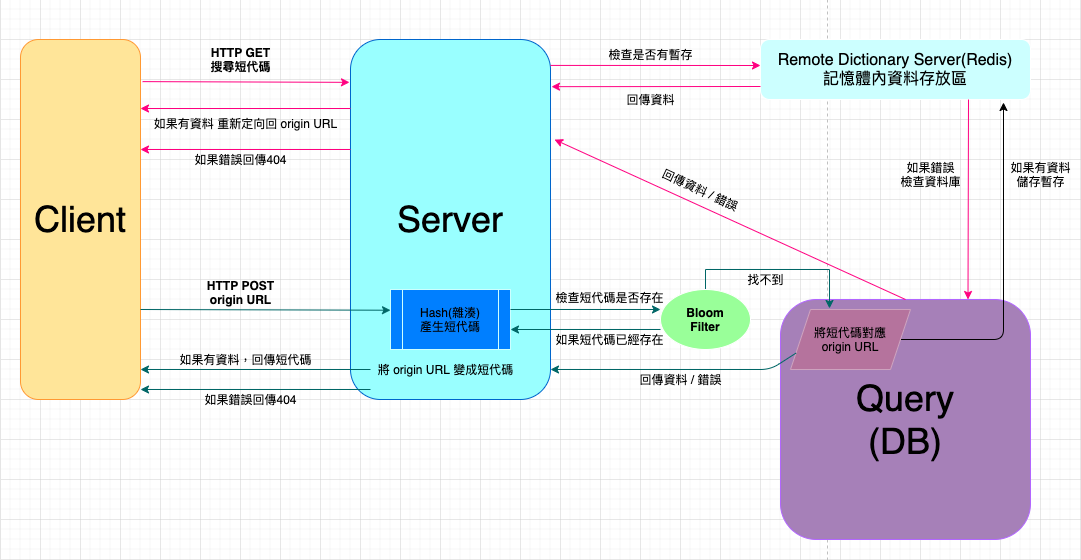 HTTP GET
搜尋短代碼
檢查是否有暫存
Remote Dictionary Server(Redis)
記憶體內資料存放區
回傳資料
如果有資料 重新定向回 origin URL
如果錯誤回傳404
如果錯誤
檢查資料庫
如果有資料
儲存暫存
回傳資料 / 錯誤
Client
Server
HTTP POST
origin URL
Hash(雜湊)
產生短代碼
檢查短代碼是否存在
如果短代碼已經存在
Bloom
Filter
找不到
將短代碼對應
origin URL
如果有資料，回傳短代碼
將 origin URL 變成短代碼
回傳資料 / 錯誤
如果錯誤回傳404
Query
(DB)